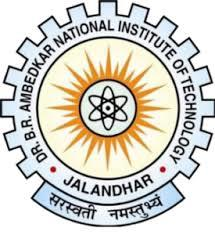 DR. B.R. AMBEDKAR NATIONAL INSTITUTE OF TECHNOLOGY
• JALANDHAR •
सरस्वती नमस्तुभ्यं